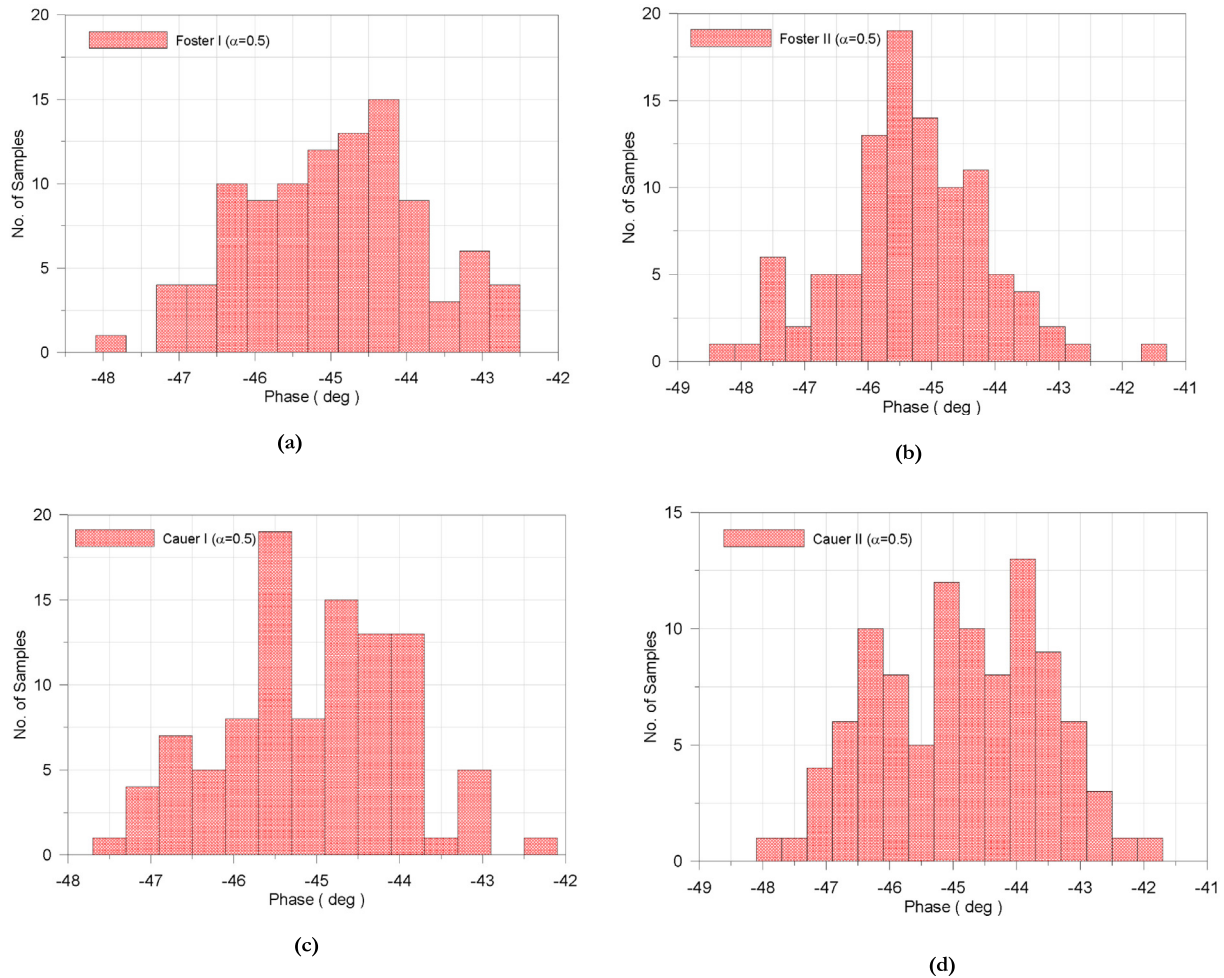 20
15
10
5
0
No. of Samples
Foster I (α=0.5)
-48 -47 -46 -45 -44 -43 -42
Phase ( deg )
(a)
20
15
10
5
0
No. of Samples
Foster II (α=0.5)
-49 -48 -47 -46 -45 -44 -43 -42 -41
Phase ( deg )
(b)
20
15
10
5
0
No. of Samples
Cauer I (α=0.5)
-48 -47 -46 -45 -44 -43 -42
Phase ( deg )
(c)
15
10
5
0
No. of Samples
Cauer II (α=0.5)
-49 -48 -47 -46 -45 -44 -43 -42 -41
Phase ( deg )
(d)